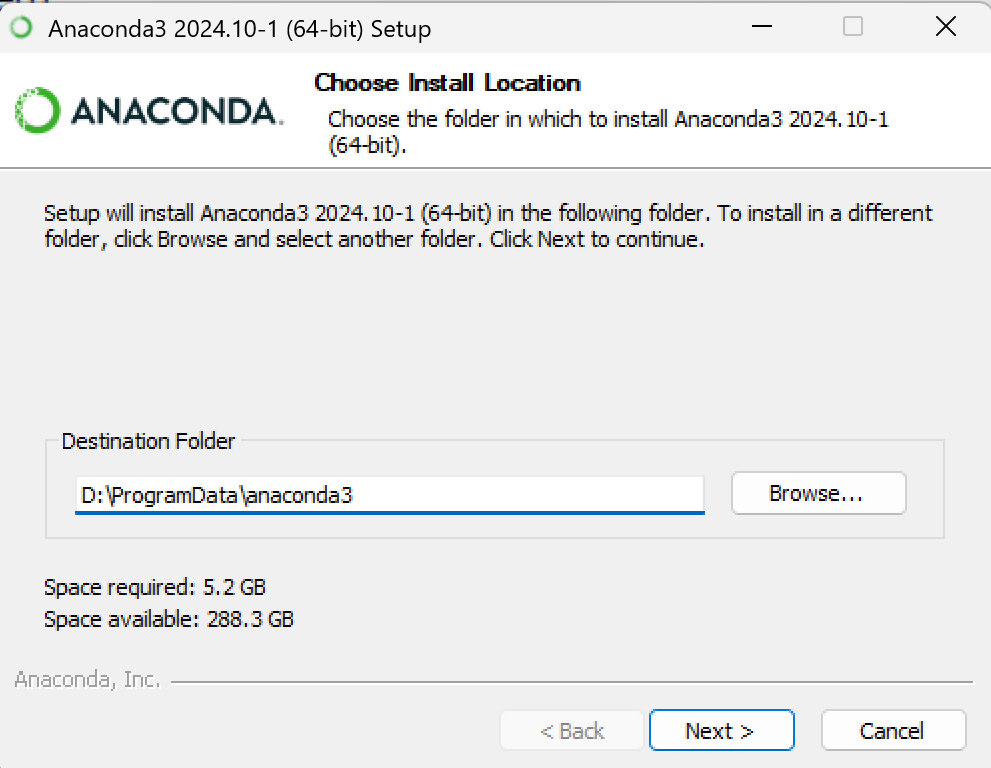 Anaconda3 2024.10-1 (64-bit) Setup
ANACONDA.
Choose Install Location
Choose the folder in which to install Anaconda3 2024.10-1
(64-bit).
Setup will install Anaconda3 2024.10-1 (64-bit) in the following folder. To install in a different
folder, click Browse and select another folder. Click Next to continue.
Destination Folder
D:\ProgramData\anaconda3
Browse...
Space required: 5.2 GB
Space available: 288.3 GB
Anaconda, Inc.
< Back
Next >
Cancel